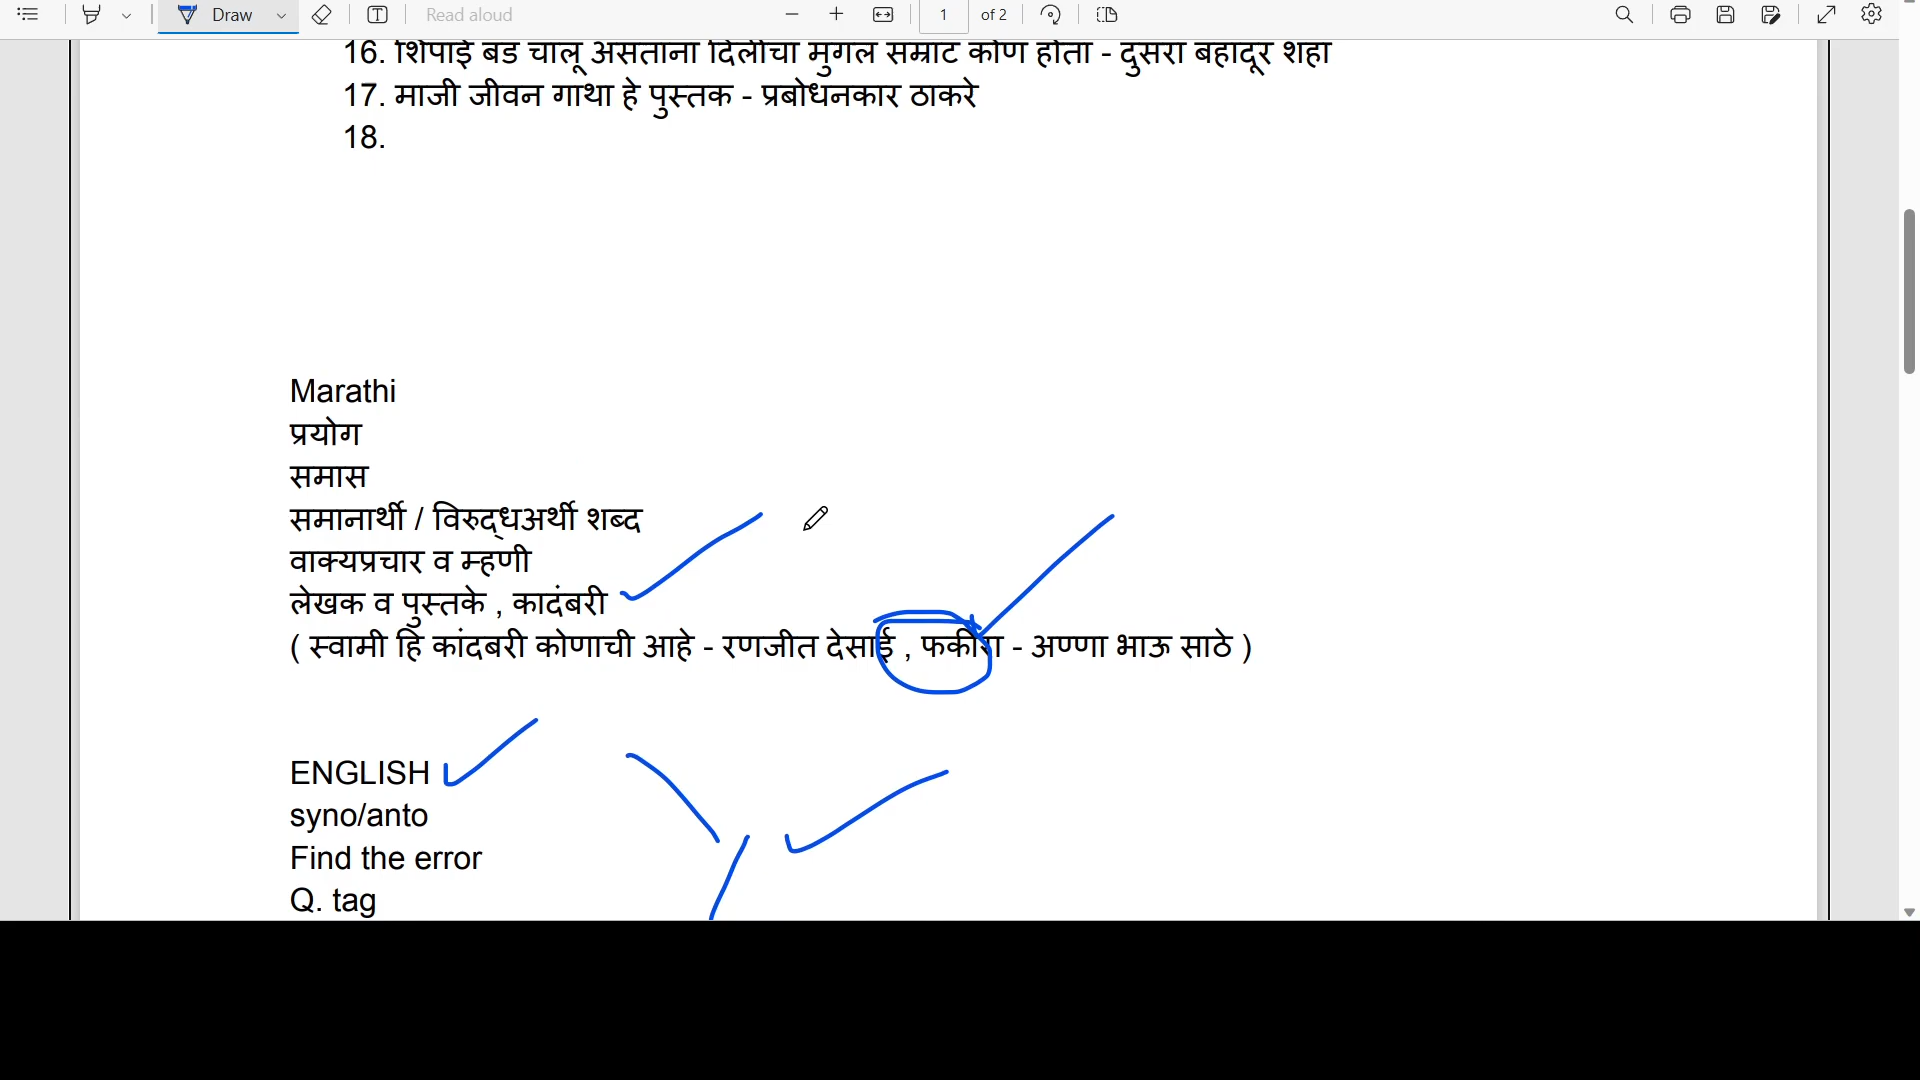 Draw
Read aloud
1 of 2
16. शिपाई बंड चालू असताना दिलीचा मुगल सम्राट कोण होता - दुसरा बहादूर शहा
17. माजी जीवन गाथा हे पुस्तक - प्रबोधनकार ठाकरे
18.
Marathi
प्रयोग
समास
समानार्थी / विरुद्धअर्थी शब्द
वाक्यप्रचार व म्हणी
लेखक व पुस्तके , कादंबरी
( स्वामी हि कांदबरी कोणाची आहे - रणजीत देसाई , फकीरा - अण्णा भाऊ साठे )
ENGLISH
syno/anto
Find the error
Q. tag